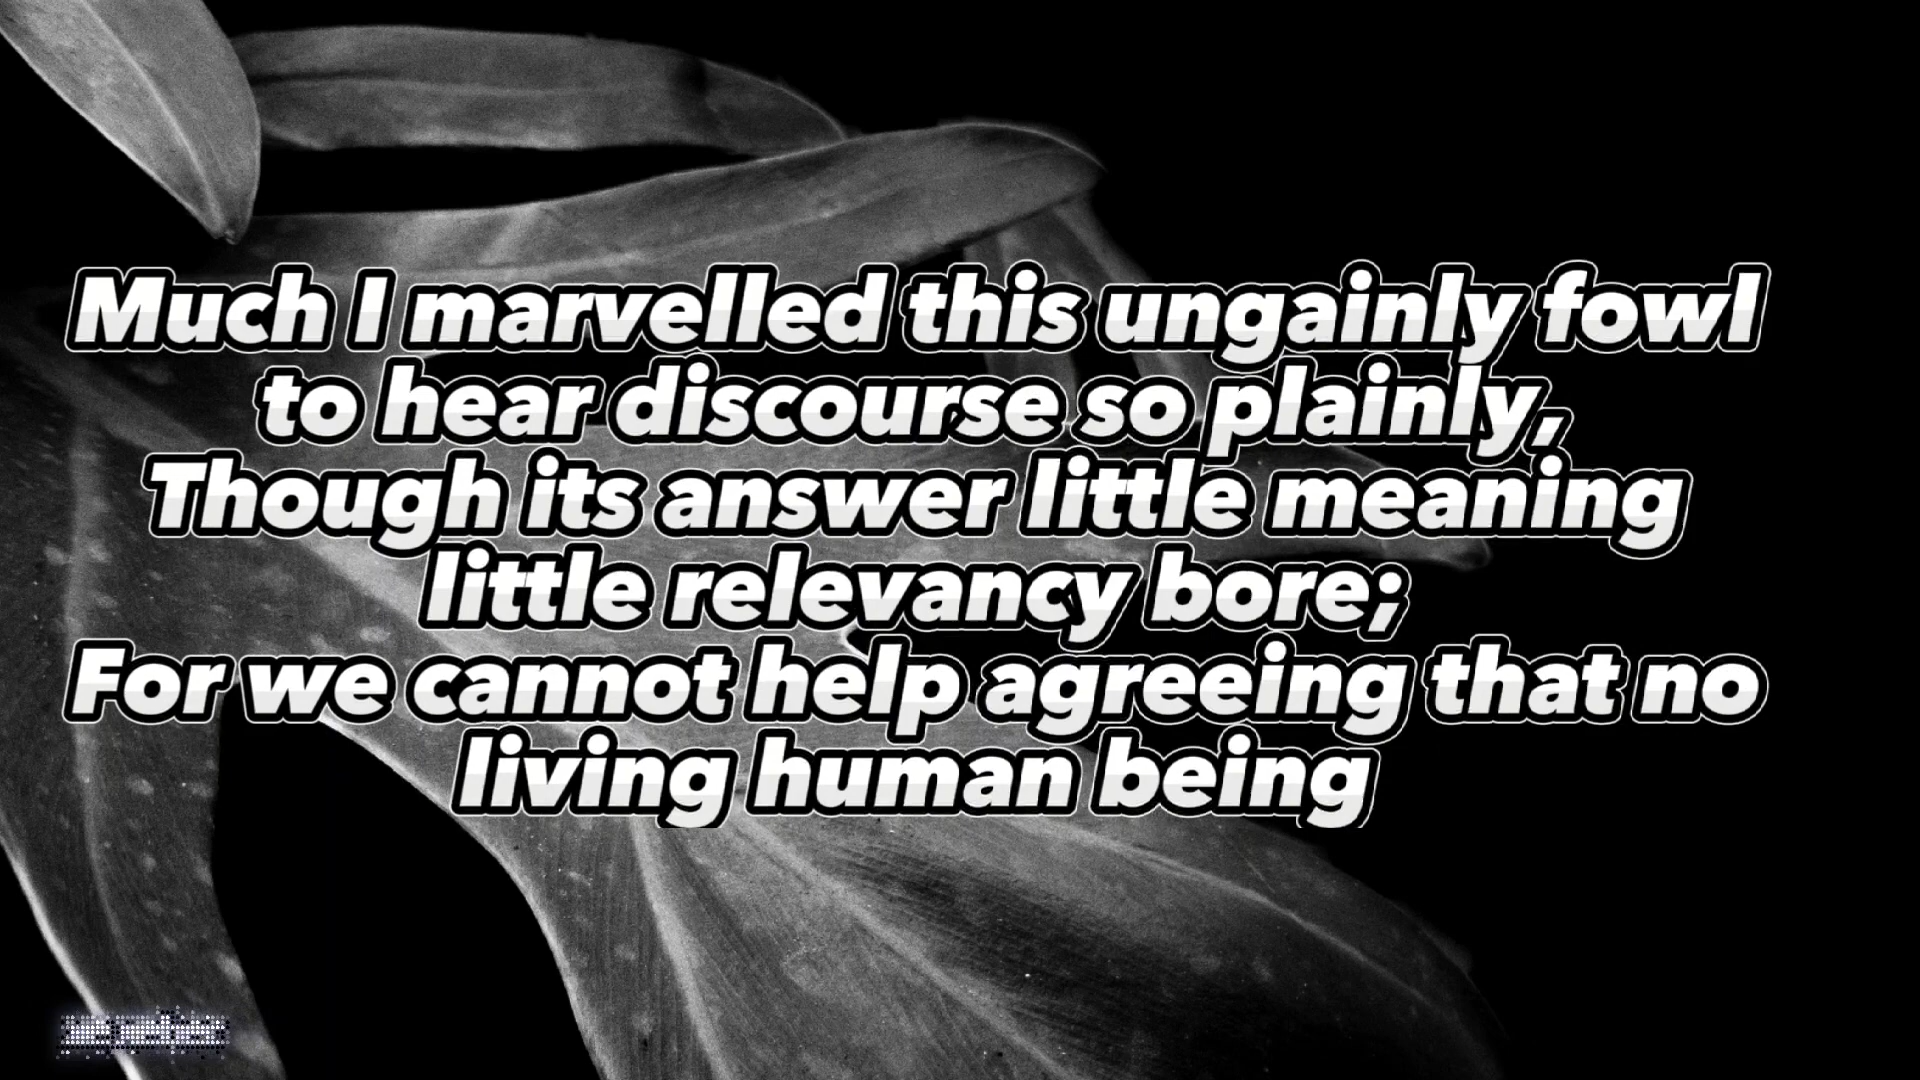 Much I marvelled this ungainly fowl
to hear discourse so plainly,
Though its answer little meaning
little relevancy bore;
For we cannot help agreeing that no
living human being